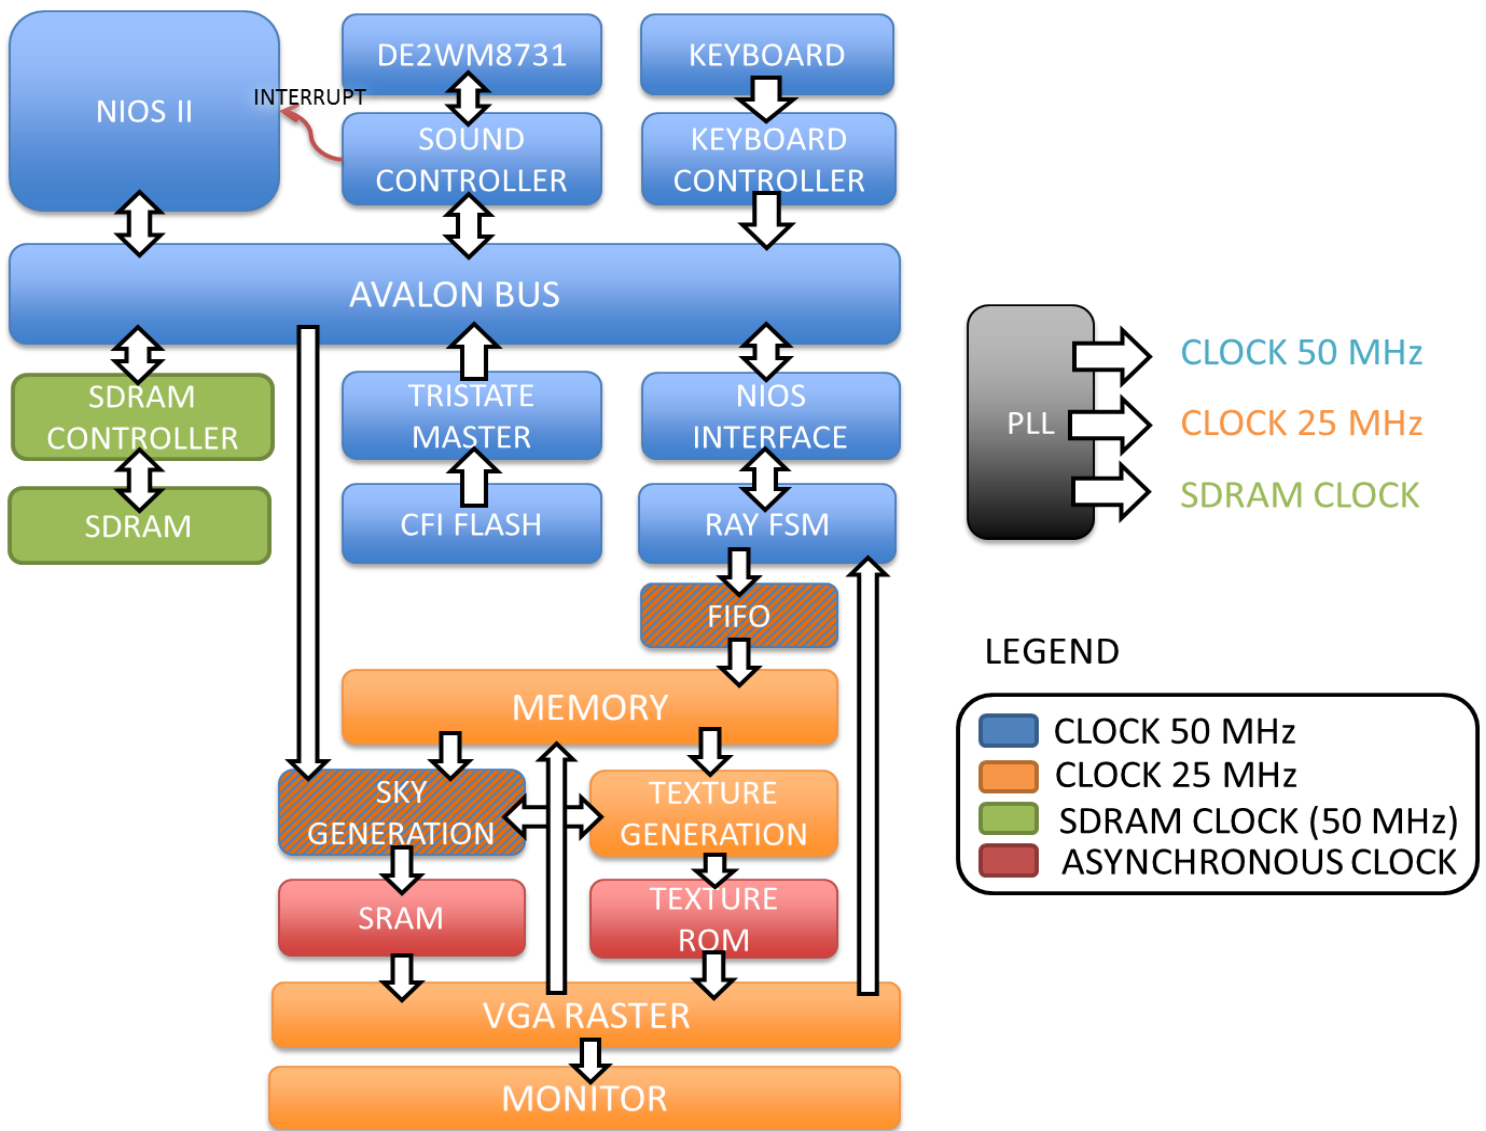 NIOS II
INTERRUPT
DE2WM8731
SOUND
CONTROLLER
KEYBOARD
KEYBOARD
CONTROLLER
AVALON BUS
SDRAM
CONTROLLER
SDRAM
TRISTATE
MASTER
CFI FLASH
NIOS
INTERFACE
RAY FSM
FIFO
MEMORY
SKY
GENERATION
TEXTURE
GENERATION
SRAM
TEXTURE
ROM
VGA RASTER
MONITOR
PLL
CLOCK 50 MHz
CLOCK 25 MHz
SDRAM CLOCK
LEGEND
CLOCK 50 MHz
CLOCK 25 MHz
SDRAM CLOCK (50 MHz)
ASYNCHRONOUS CLOCK